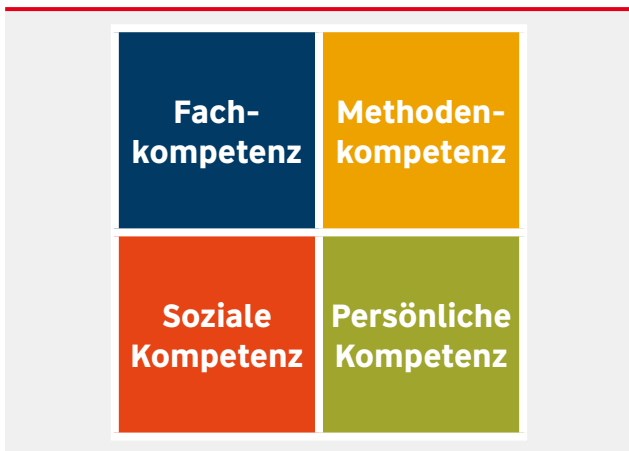 Fach-
kompetenz
Methoden-
kompetenz
Soziale
Kompetenz
Persönliche
Kompetenz